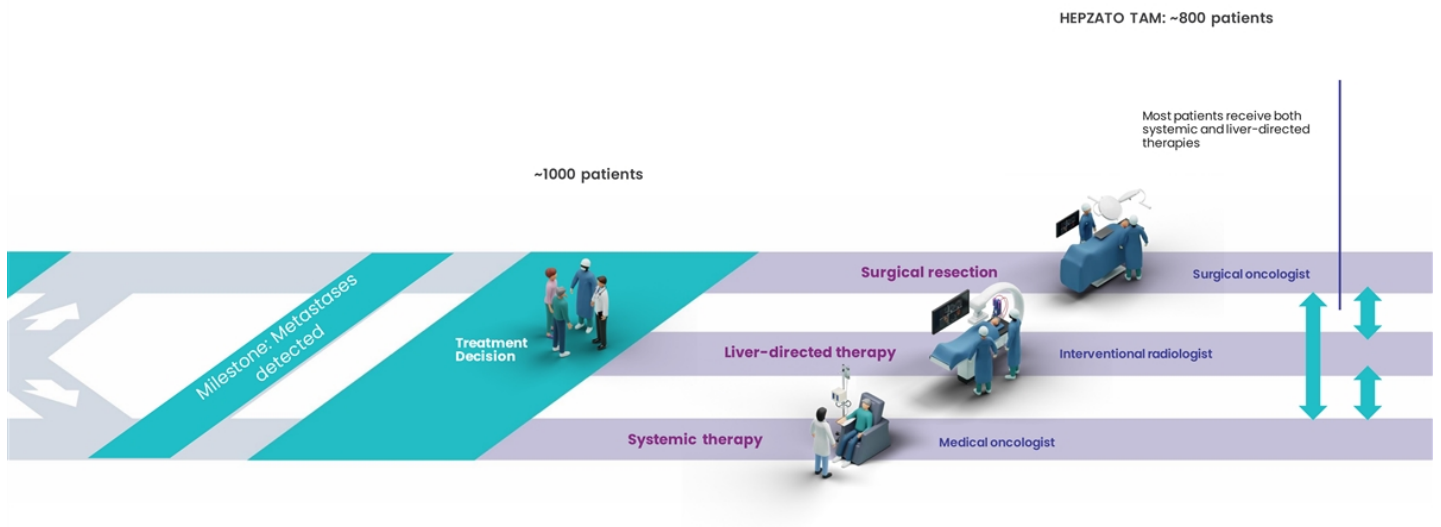 HEPZATO TAM: ~800 patients
Most patients receive both
systemic and liver-directed
therapies
~1000 patients
Milestone: Metastases
detected
Treatment
Decision
Surgical resection
Surgical oncologist
Liver-directed therapy
Interventional radiologist
Systemic therapy
Medical oncologist